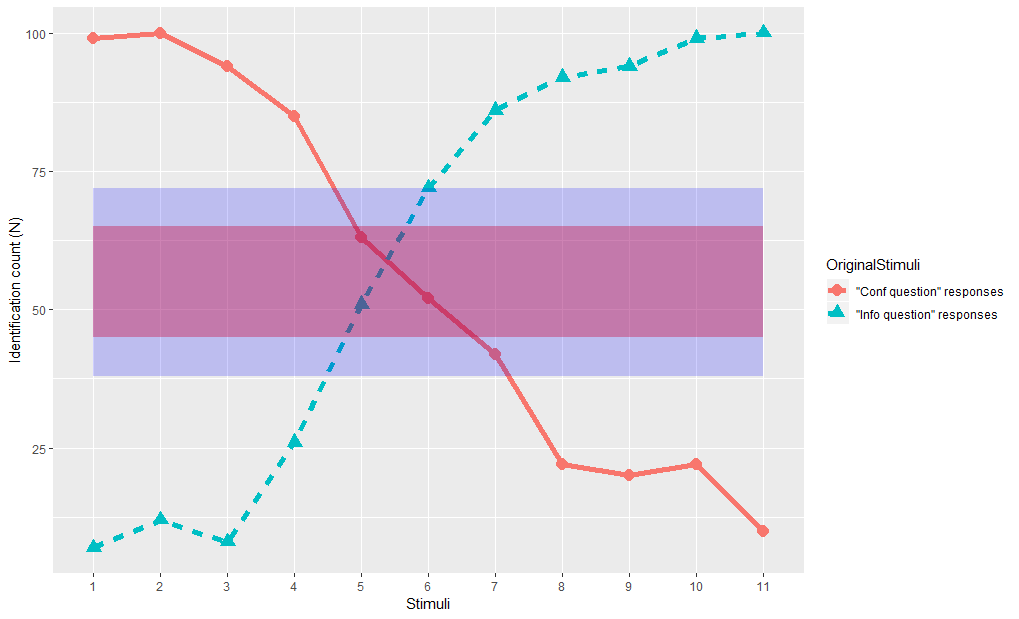 100
75
50
25
Identification count (N)
1 2 3 4 5 6 7 8 9 10 11
Stimuli
OriginalStimuli
"Conf question" responses
"Info question" responses